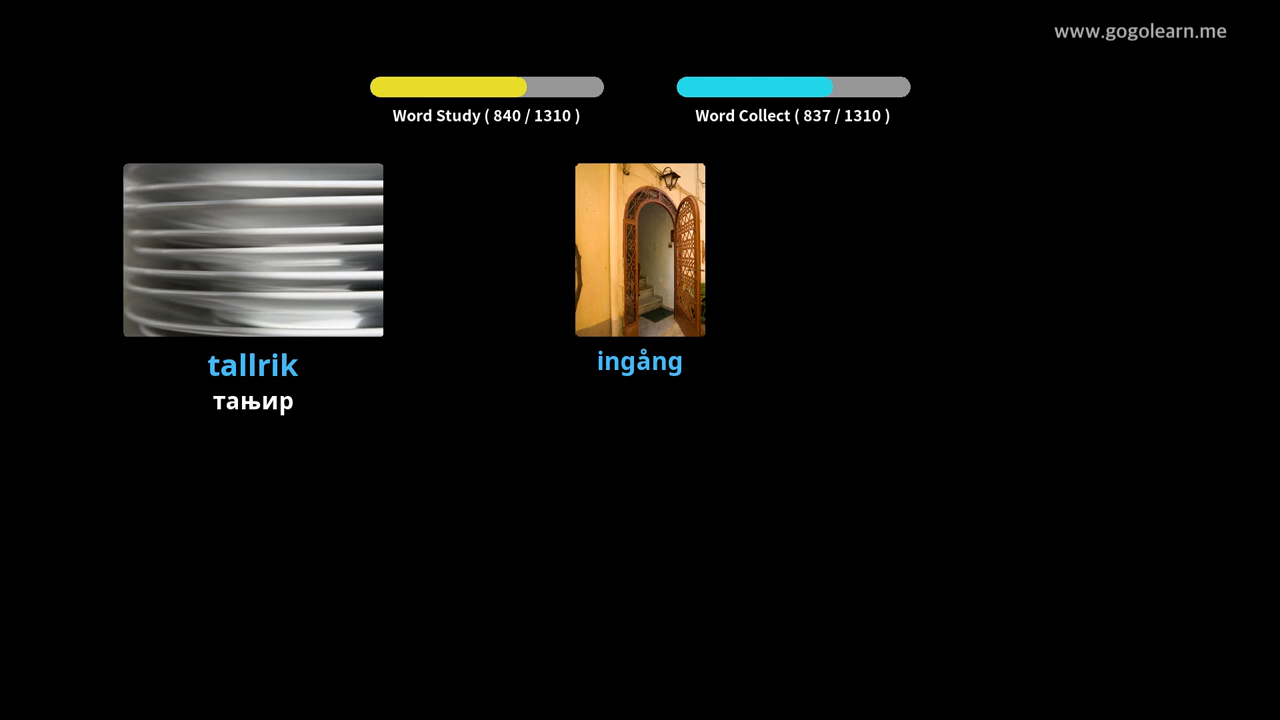 www.gogolearn.me
Word Study ( 840 / 1310 )
Word Collect ( 837 / 1310 )
tallrik
тањир
ingång